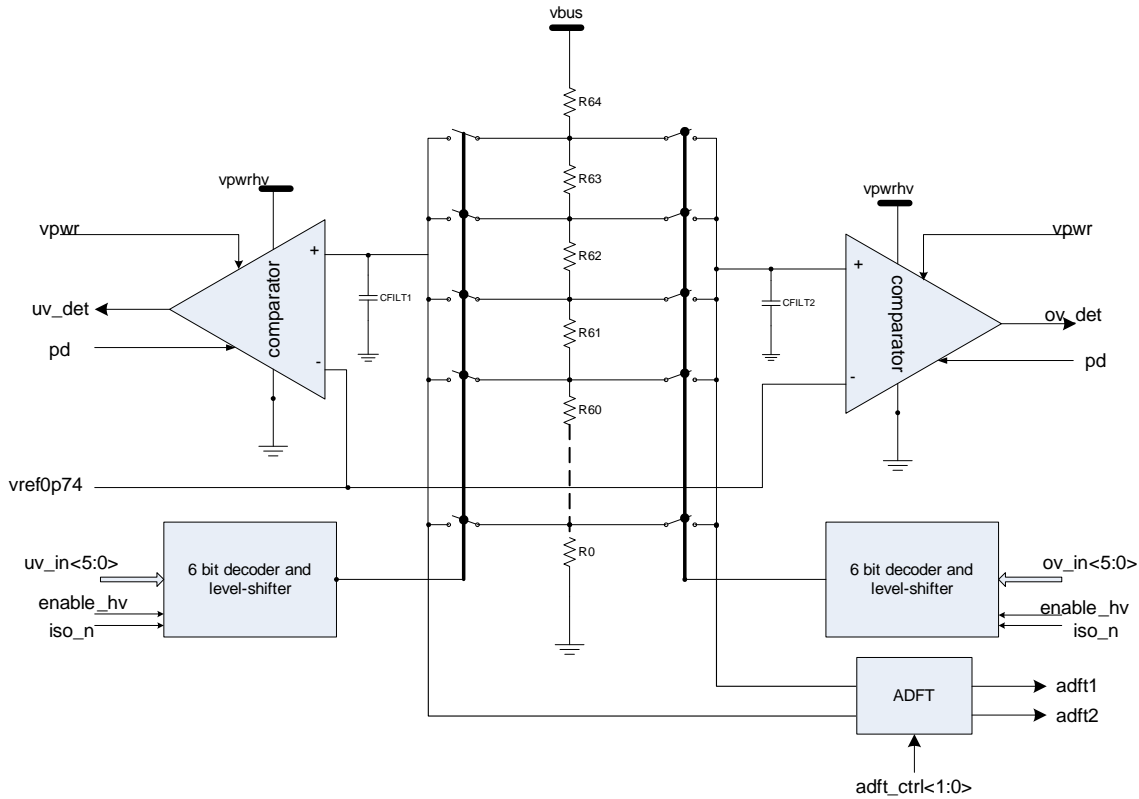 vbus
R64
R63
R62
R61
R60
R0
vpwrhv
vpwr
+
comparator
uv_det
pd
-
CFILT1
vref0p74
uv_in<5:0>
enable_hv
iso_n
6 bit decoder and
level-shifter
vpwrhv
vpwr
+
comparator
ov_det
pd
-
CFILT2
6 bit decoder and
level-shifter
ov_in<5:0>
enable_hv
iso_n
ADFT
adft1
adft2
adft_ctrl<1:0>